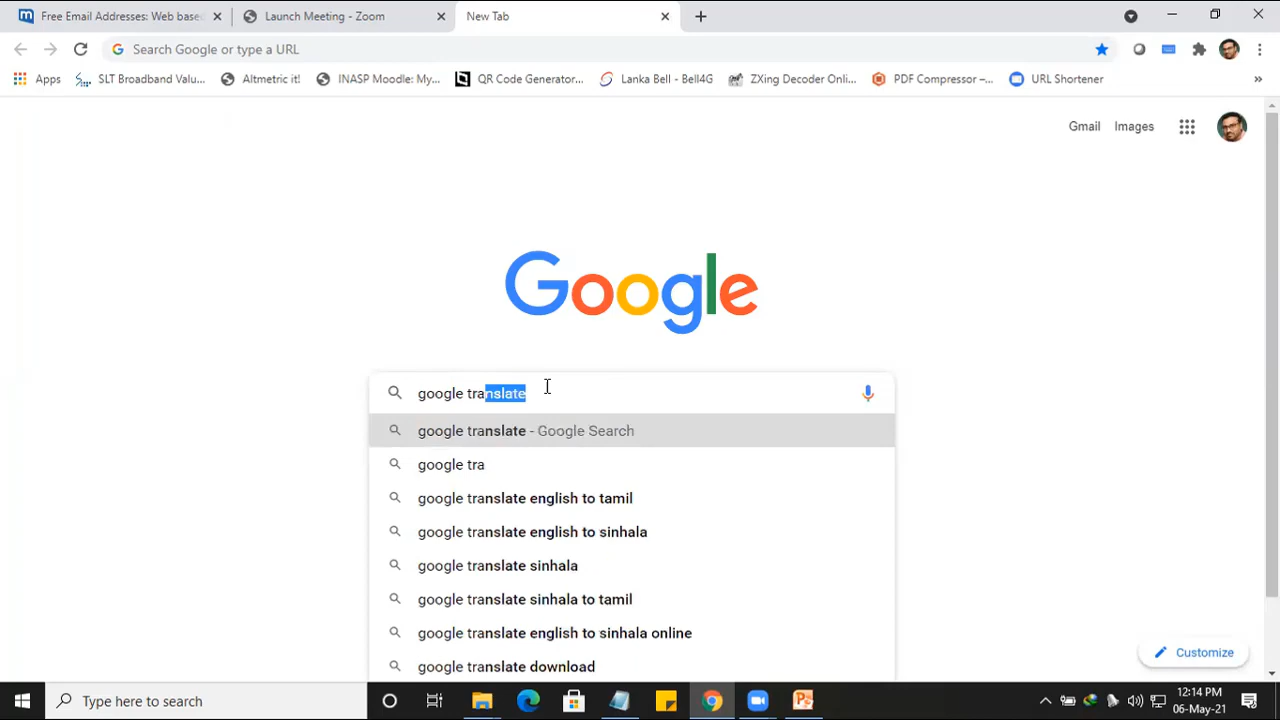 Free Email Addresses: Web based
Launch Meeting - Zoom
New Tab
Search Google or type a URL
Apps
SLT Broadband Valu...
Altmetric it!
INASP Moodle: My...
QR Code Generator...
Lanka Bell - Bell4G
ZXing Decoder Onli...
PDF Compressor –...
URL Shortener
Gmail
Images
Google
google translate
google translate - Google Search
google tra
google translate english to tamil
google translate english to sinhala
google translate sinhala
google translate sinhala to tamil
google translate english to sinhala online
google translate download
Customize
Type here to search
12:14 PM
06-May-21